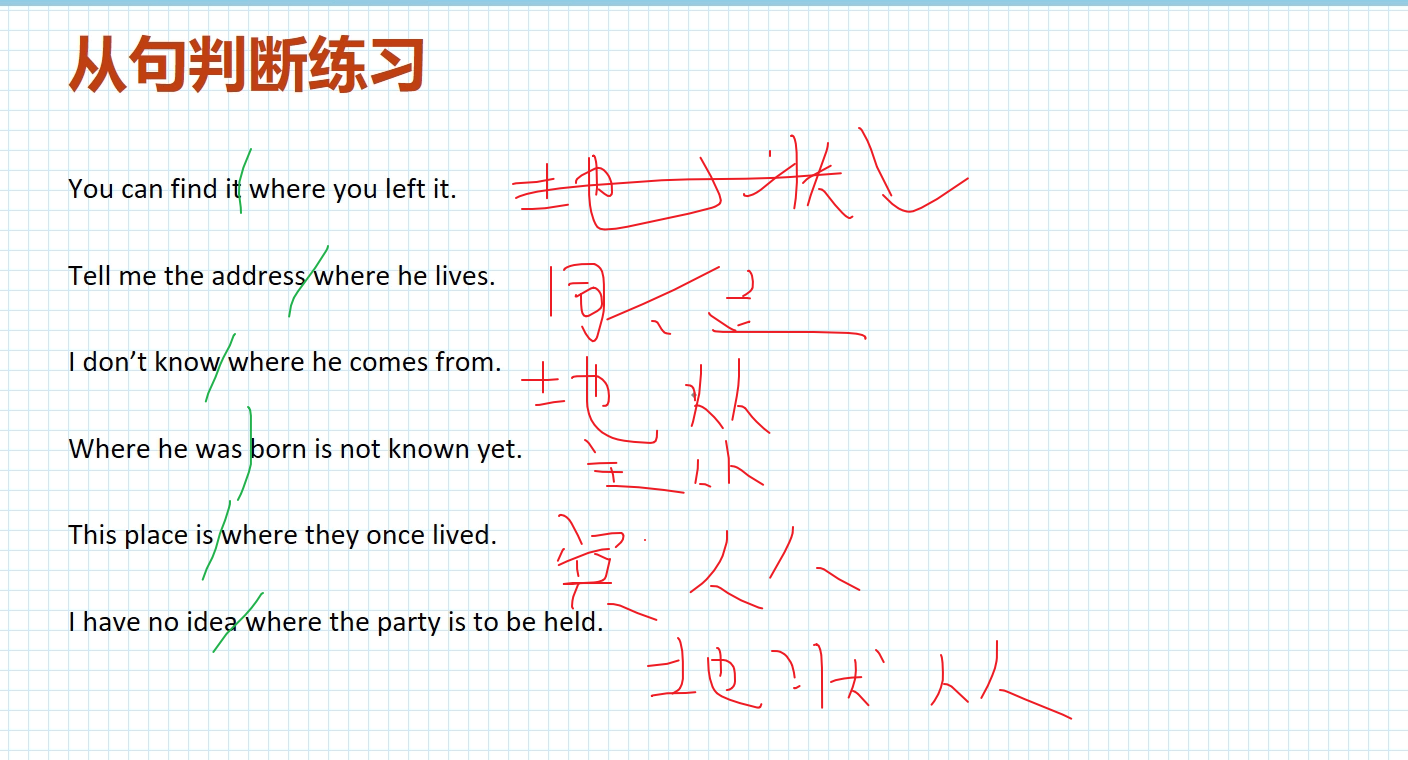 从句判断练习
You can find it where you left it. 地状从
Tell me the address where he lives. 同
I don't know where he comes from. 地 从
Where he was born is not known yet. 主从
This place is where they once lived. 宾 从
I have no idea where the party is to be held.
地状从